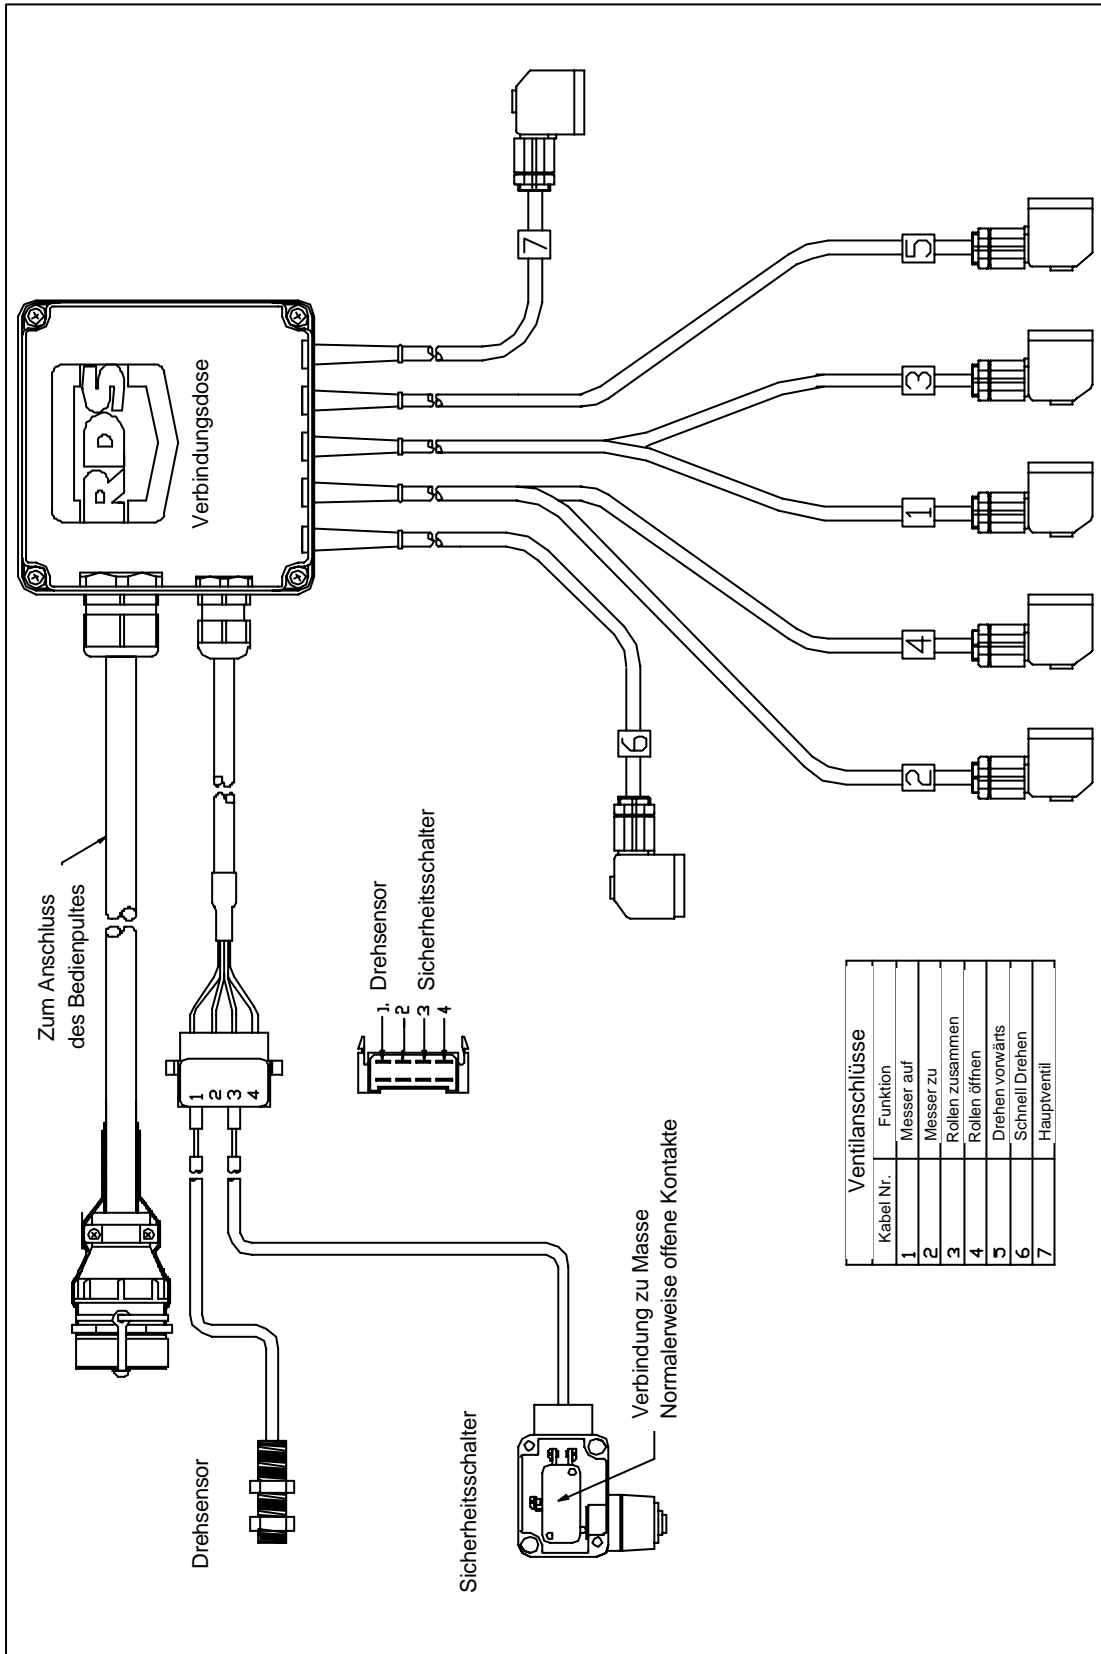 Zum Anschluss
des Bedienpultes
RDS
Verbindungsdose
1
2
3
4
Drehsensor
Sicherheitsschalter
1. Drehsensor
2
3 Sicherheitsschalter
4
Verbindung zu Masse
Normalerweise offene Kontakte
7
6
2
4
1
3
5
Ventilanschlüsse
Kabel Nr. Funktion
1 Messer auf
2 Messer zu
3 Rollen zusammen
4 Rollen öffnen
5 Drehen vorwärts
6 Schnell Drehen
7 Hauptventil